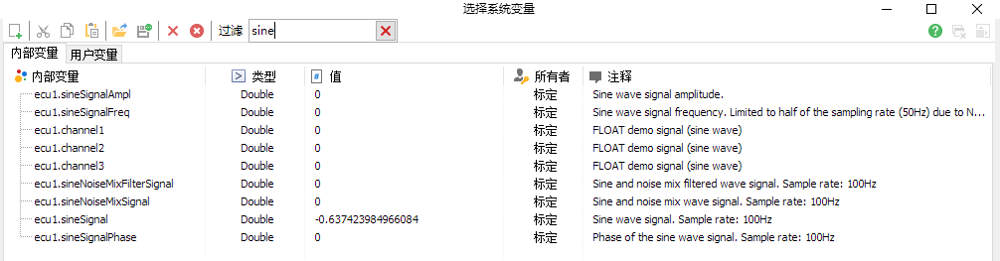 选择系统变量
过滤 sine
内部变量 用户变量
内部变量 类型 值 所有者 注释
ecu1.sineSignalAmpl Double 0 标定 Sine wave signal amplitude.
ecu1.sineSignalFreq Double 0 标定 Sine wave signal frequency. Limited to half of the sampling rate (50Hz) due to N...
ecu1.channel1 Double 0 标定 FLOAT demo signal (sine wave)
ecu1.channel2 Double 0 标定 FLOAT demo signal (sine wave)
ecu1.channel3 Double 0 标定 FLOAT demo signal (sine wave)
ecu1.sineNoiseMixFilterSignal Double 0 标定 Sine and noise mix filtered wave signal. Sample rate: 100Hz
ecu1.sineNoiseMixSignal Double 0 标定 Sine and noise mix wave signal. Sample rate: 100Hz
ecu1.sineSignal Double -0.637423984966084 标定 Sine wave signal. Sample rate: 100Hz
ecu1.sineSignalPhase Double 0 标定 Phase of the sine wave signal. Sample rate: 100Hz